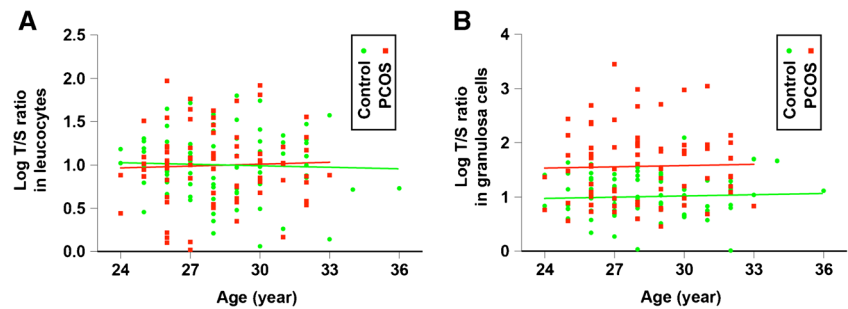 A
Log T/S ratio
in leucocytes
2.5
2.0
1.5
1.0
0.5
0.0
24
27
30
33
36
Age (year)
Control
PCOS
B
Log T/S ratio
in granulosa cells
4
3
2
1
0
24
27
30
33
36
Age (year)
Control
PCOS